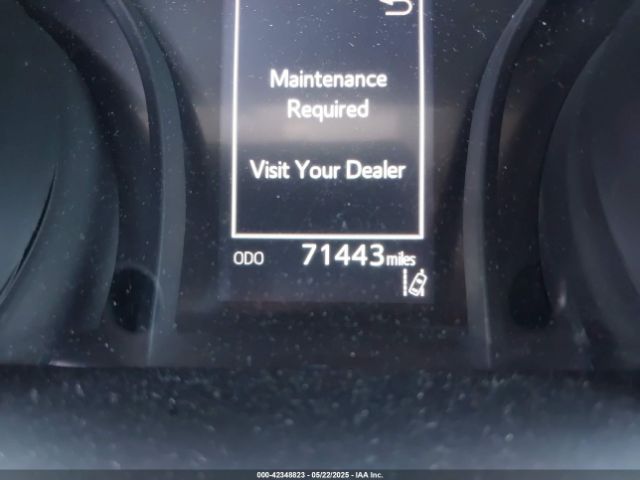 Maintenance
Required
Visit Your Dealer
ODO 71443 miles
000-42348823 - 05/22/2025 - IAA Inc.